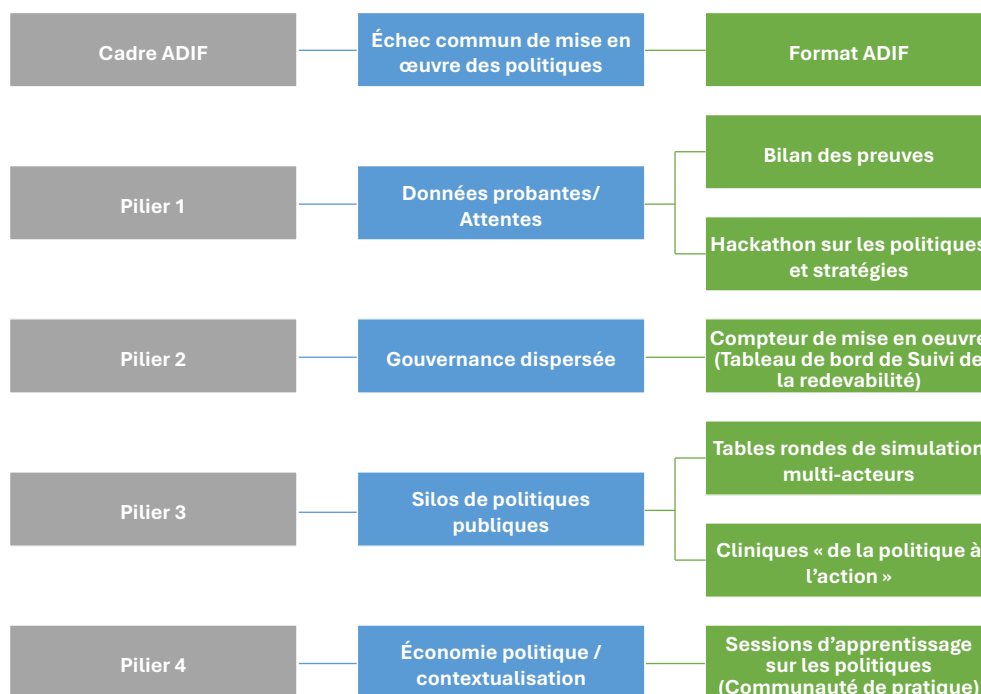 Cadre ADIF
Échec commun de mise en
œuvre des politiques
Format ADIF
Pilier 1
Données probantes/
Attentes
Bilan des preuves
Hackathon sur les politiques
et stratégies
Pilier 2
Gouvernance dispersée
Compteur de mise en oeuvre
(Tableau de bord de Suivi de
la redevabilité)
Pilier 3
Silos de politiques
publiques
Tables rondes de simulation
multi-acteurs
Cliniques « de la politique à
l’action »
Pilier 4
Économie politique /
contextualisation
Sessions d’apprentissage
sur les politiques
(Communauté de pratique)